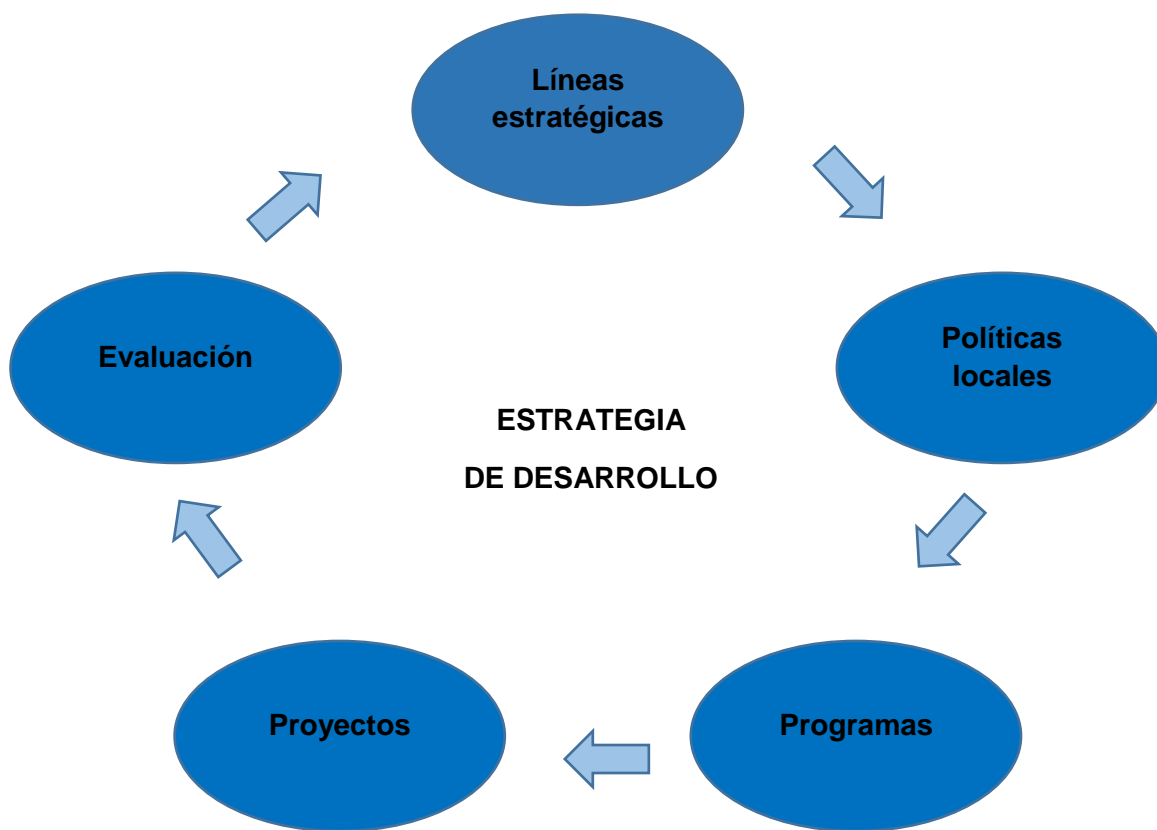 Líneas
estratégicas
Políticas
locales
Evaluación
ESTRATEGIA
DE DESARROLLO
Proyectos
Programas